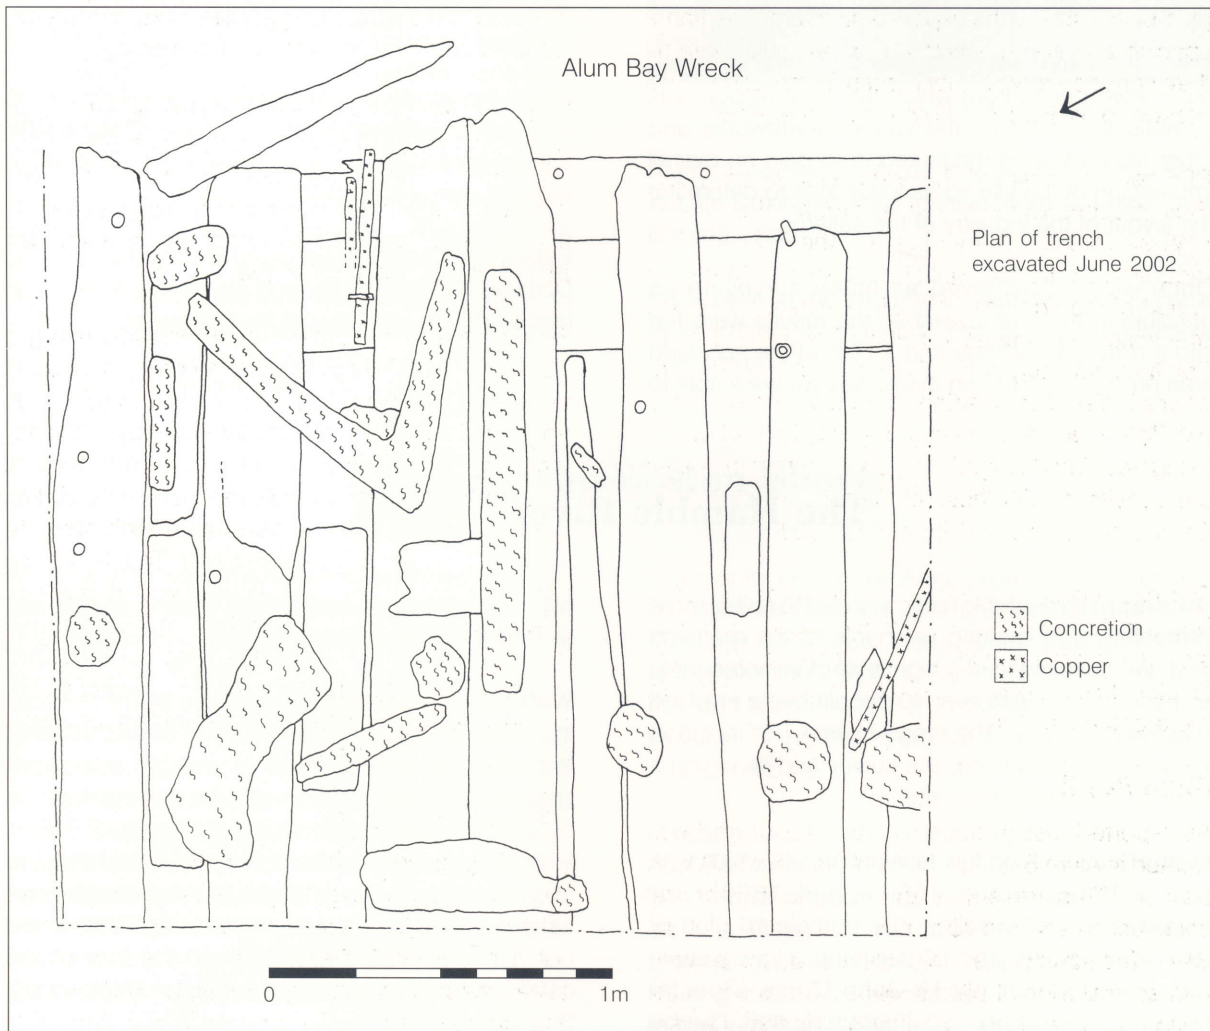 Alum Bay Wreck
Plan of trench
excavated June 2002
Concretion
Copper
0
1m